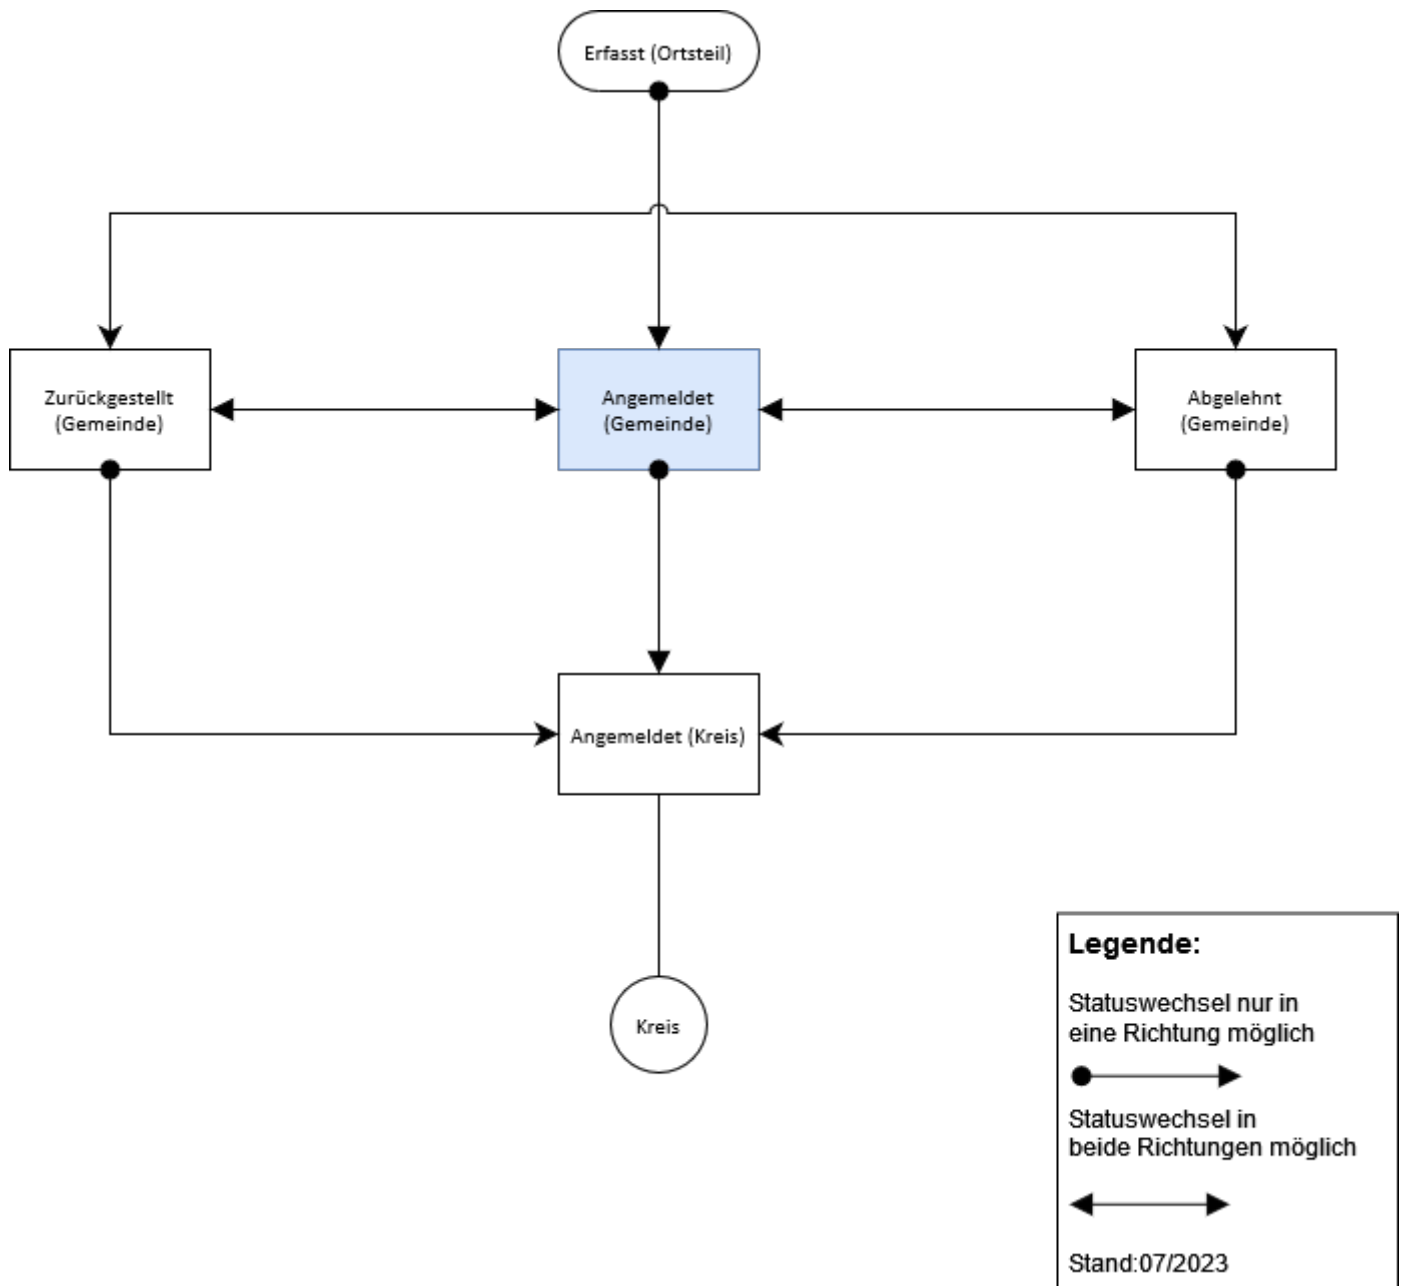 Erfasst (Ortsteil)
Zurückgestellt
(Gemeinde)
Angemeldet
(Gemeinde)
Abgelehnt
(Gemeinde)
Angemeldet (Kreis)
Kreis
Legende:
Statuswechsel nur in
eine Richtung möglich
Statuswechsel in
beide Richtungen möglich
Stand:07/2023